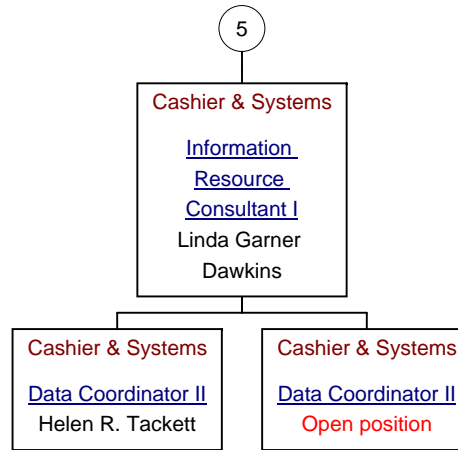 5
Cashier & Systems
Information
Resource
Consultant I
Linda Garner
Dawkins
Cashier & Systems
Data Coordinator II
Helen R. Tackett
Cashier & Systems
Data Coordinator II
Open position